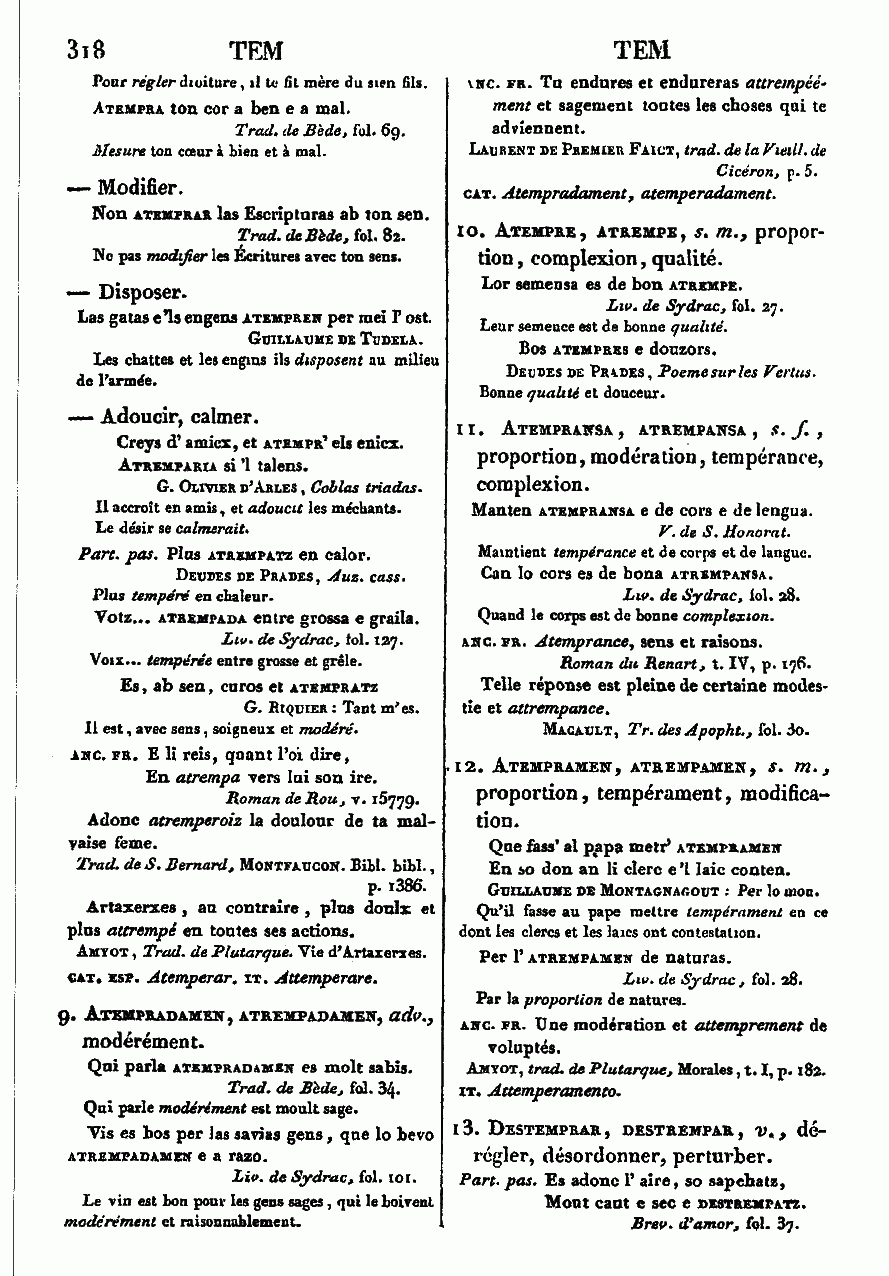 318 TEM TEM
Pour régler droiture, il te fit mère du sien fils.
ATEMPRA ton cor a ben e a mal.
Trad. de Bède, fol. 69.
Mesure ton cœur à bien et à mal.
— Modifier.
Non ATEMPRAR las Escripturas ab ton sen.
Trad. de Bède, fol. 82.
Ne pas modifier les Écritures avec ton sens.
— Disposer.
Las gatas e'ls engens ATEMPREN per mei l'ost.
GUILLAUME DE TUDELA.
Les chattes et les engins ils disposent au milieu
de l'armée.
— Adoucir, calmer.
Creys d'amicx, et ATEMPR' els enicx.
ATREMPARIA si 'l talens.
G. OLIVIER D'ARLES, Coblas triadas.
Il accroît en amis, et adoucit les méchants.
Le désir se calmerait.
Part. pas. Plus ATREMPATZ en calor.
DEUDES DE PRADES, Auz. cass.
Plus tempéré en chaleur.
Votz... ATREMPADA entre grossa e graila.
Liv. de Sydrac, fol. 127.
Voix... tempérée entre grosse et grêle.
Es, ab sen, curos et ATEMPRATZ
G. RIQUIER: Tant m'es.
Il est, avec sens, soigneux et modéré.
ANC. FR. E li reis, quant l'oi dire,
En atrempa vers lui son ire.
Roman de Rou, v. 15779.
Adonc atremperoiz la doulour de ta mal-
vaise feme.
Trad. de S. Bernard, MONTFAUCON. Bibl. bibl.,
p. 1386.
Artaxerxes, au contraire, plus doulx et
plus attrempé en toutes ses actions.
AMYOT, Trad. de Plutarque. Vie d'Artaxerxes.
CAT. ESP. Atemperar. IT. Attemperare.
9. ATEMPRADAMEN, ATREMPADAMEN, adv.,
modérément.
Qui parla ATEMPRADAMEN es molt sabis.
Trad. de Bède, fol. 34.
Qui parle modérément est moult sage.
Vis es bos per las savias gens, que lo bevo
ATREMPADAMEN e a razo.
Liv. de Sydrac, fol. 101.
Le vin est bon pour les gens sages, qui le boivent
modérément et raisonnablement.
ANC. FR. Tu endures et endureras attrempéé-
ment et sagement toutes les choses qui te
adviennent.
LAURENT DE PREMIER FAICT, trad. de la Vieill. de
Cicéron, p. 5.
CAT. Atempradament, atemperadament.
10. ATEMPRE, ATREMPE, s. m., propor-
tion, complexion, qualité.
Lor semensa es de bon ATREMPE.
Liv. de Sydrac, fol. 27.
Leur semence est de bonne qualité.
Bos ATEMPRES e douzors.
DEUDES DE PRADES, Poeme sur les Vertus.
Bonne qualité et douceur.
11. ATEMPRANSA, ATREMPANSA, s. f.,
proportion, modération, tempérance,
complexion.
Manten ATEMPRANSA e de cors e de lengua.
V. de S. Honorat.
Maintient tempérance et de corps et de langue.
Can lo cors es de bona ATREMPANSA.
Liv. de Sydrac, fol. 28.
Quand le corps est de bonne complexion.
ANC. FR. Atemprance, sens et raisons.
Roman du Renart, t. IV, p. 176.
Telle réponse est pleine de certaine modes-
tie et attrempance.
MACAULT, Tr. des Apopht., fol. 30.
12. ATEMPRAMEN, ATREMPAMEN, s. m.,
proportion, tempérament, modifica-
tion.
Que fass' al papa metr' ATEMPRAMEN
En so don an li clerc e'l laic conten.
GUILLAUME DE MONTAGNAGOUT: Per lo mon.
Qu'il fasse au pape mettre tempérament en ce
dont les clercs et les laics ont contestation.
Per l'ATREMPAMEN de naturas.
Liv. de Sydrac, fol. 28.
Par la proportion de natures.
ANC. FR. Une modération et attemprement de
voluptés.
AMYOT, trad. de Plutarque, Morales, t. I, p. 182.
IT. Attemperamento.
13. DESTEMPRAR, DESTREMPAR, v., dé-
régler, désordonner, perturber.
Part. pas. Es adonc l'aire, so sapchatz,
Mout caut e sec e DESTREMPATZ.
Brev. d'amor, fol. 37.